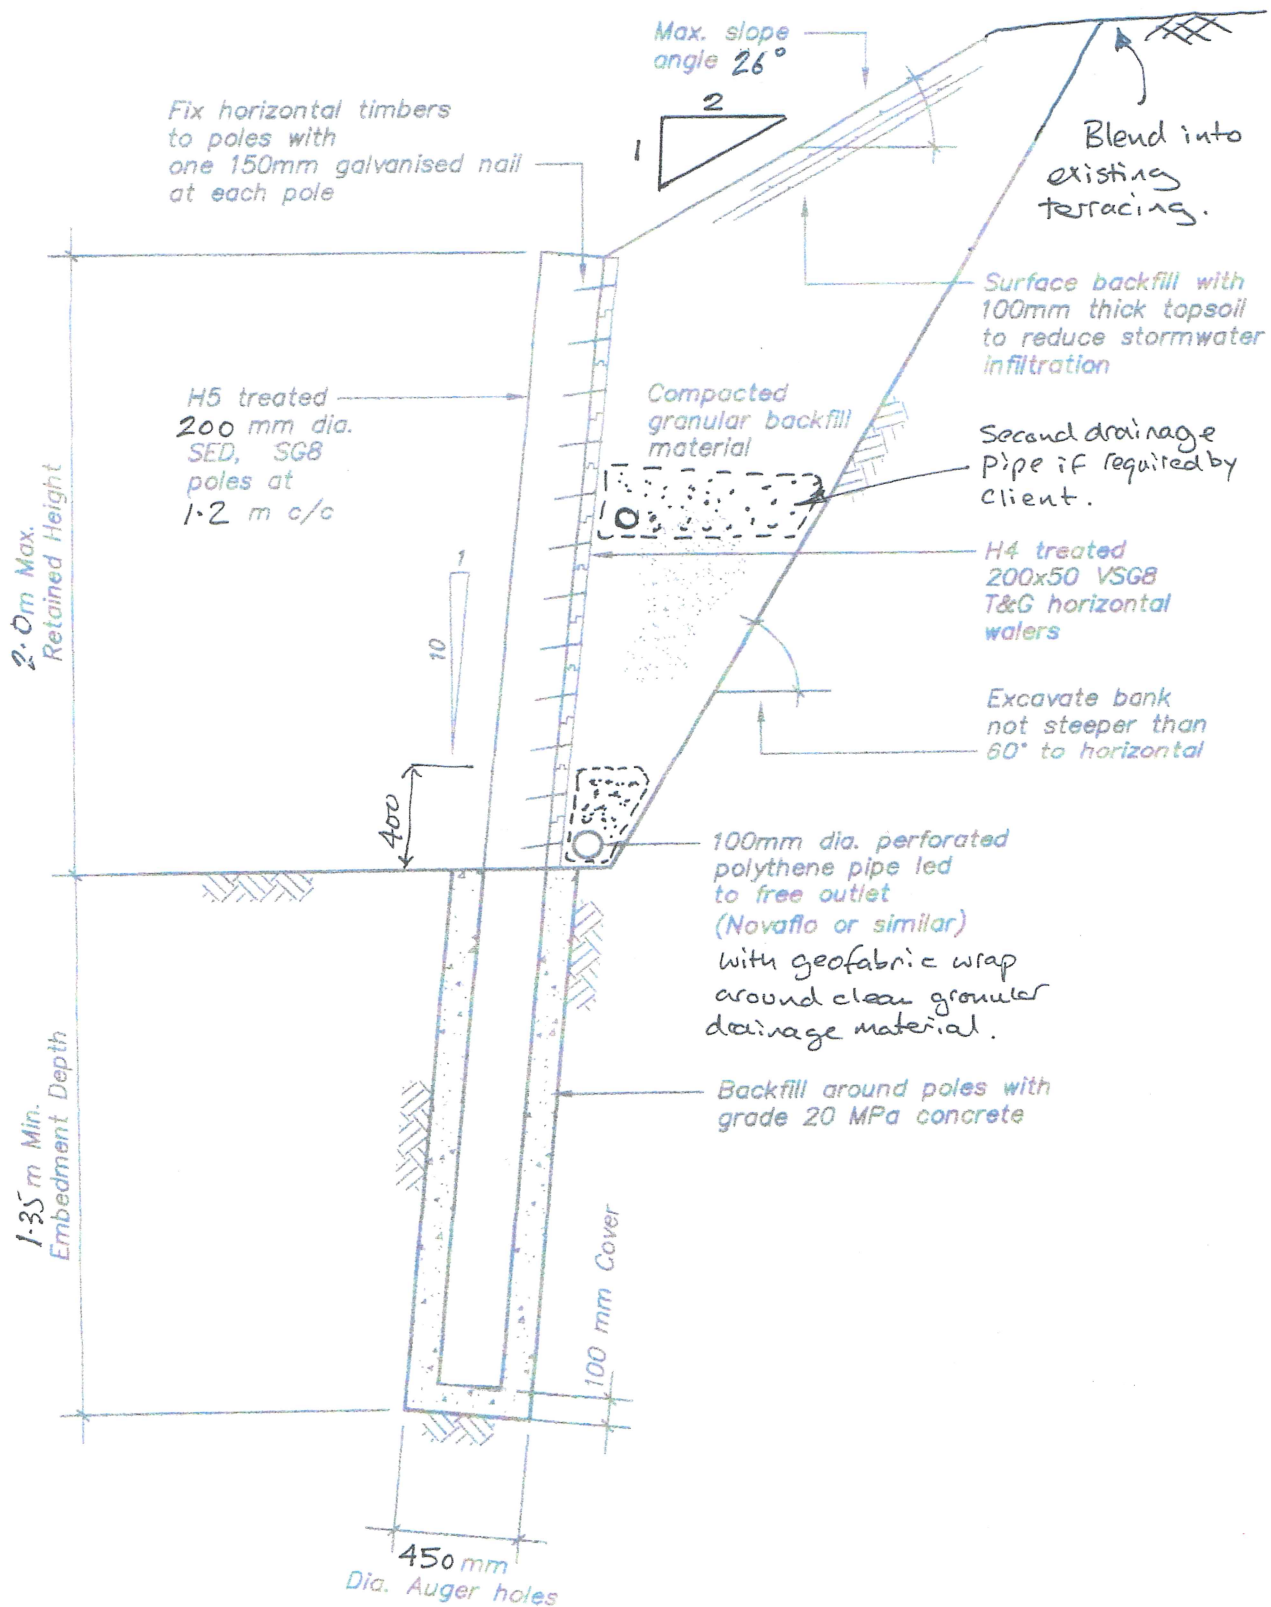 Max. slope
angle 26°
2
1
Fix horizontal timbers
to poles with
one 150mm galvanised nail
at each pole
Blend into
existing
terracing.
Surface backfill with
100mm thick topsoil
to reduce stormwater
infiltration
H5 treated
200 mm dia.
SED, SG8
poles at
1.2 m c/c
Compacted
granular backfill
material
Second drainage
pipe if required by
client.
2.0m Max.
Retained Height
1
10
H4 treated
200x50 VSG8
T&G horizontal
walers
Excavate bank
not steeper than
60° to horizontal
400
100mm dia. perforated
polythene pipe led
to free outlet
(Novaflo or similar)
with geofabric wrap
around clean granular
drainage material.
Backfill around poles with
grade 20 MPa concrete
1.35 m Min.
Embedment Depth
100 mm Cover
450 mm
Dia. Auger holes